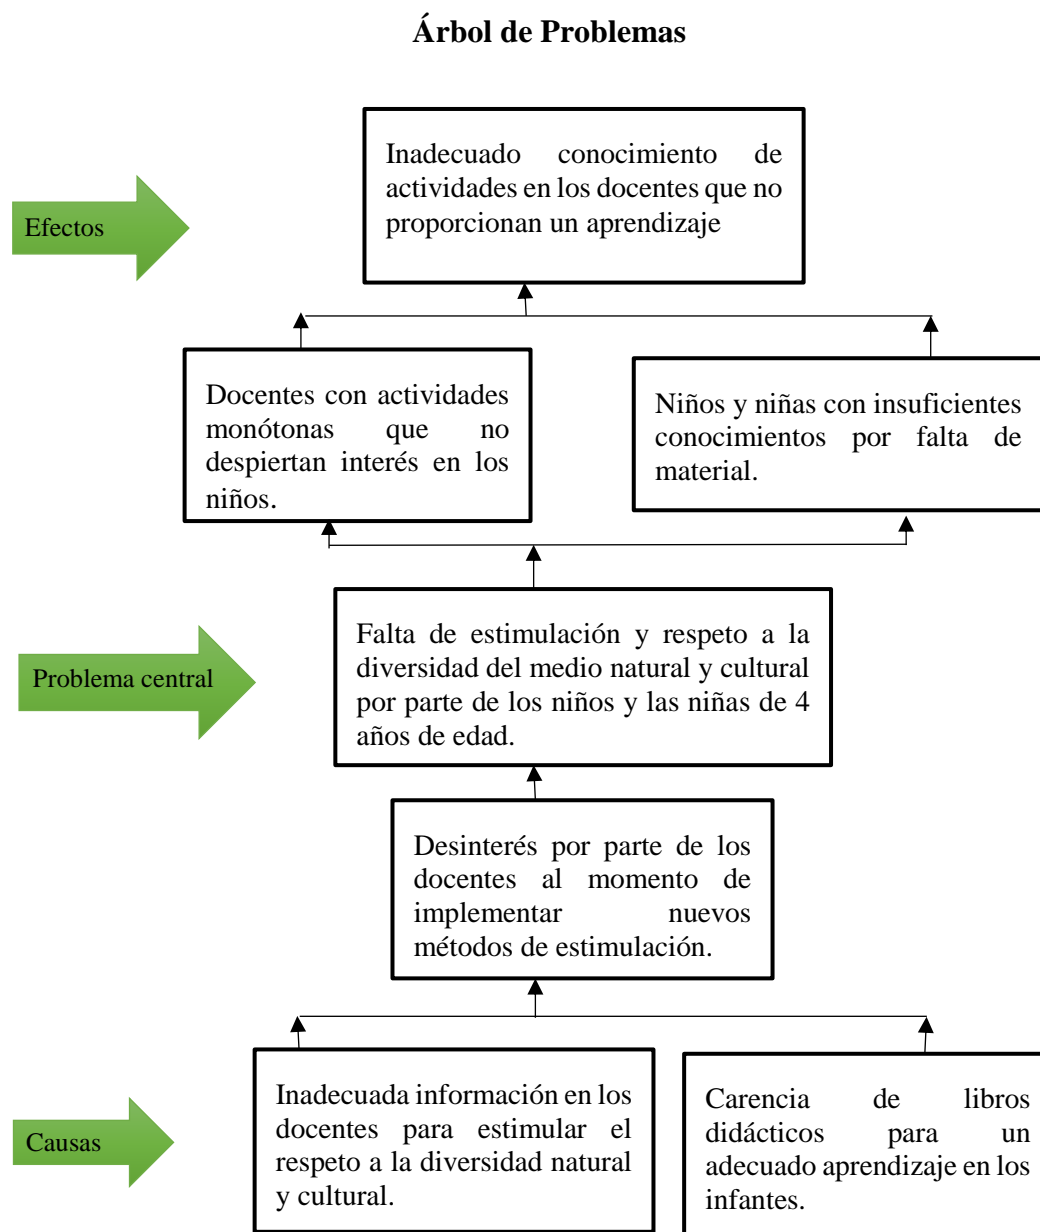 Árbol de Problemas
Inadecuado conocimiento de
actividades en los docentes que no
proporcionan un aprendizaje
Efectos
Docentes con actividades
monótonas que no
despiertan interés en los
niños.
Niños y niñas con insuficientes
conocimientos por falta de
material.
Falta de estimulación y respeto a la
diversidad del medio natural y cultural
por parte de los niños y las niñas de 4
años de edad.
Problema central
Desinterés por parte de los
docentes al momento de
implementar nuevos
métodos de estimulación.
Inadecuada información en los
docentes para estimular el
respeto a la diversidad natural
y cultural.
Carencia de libros
didácticos para un
adecuado aprendizaje en los
infantes.
Causas